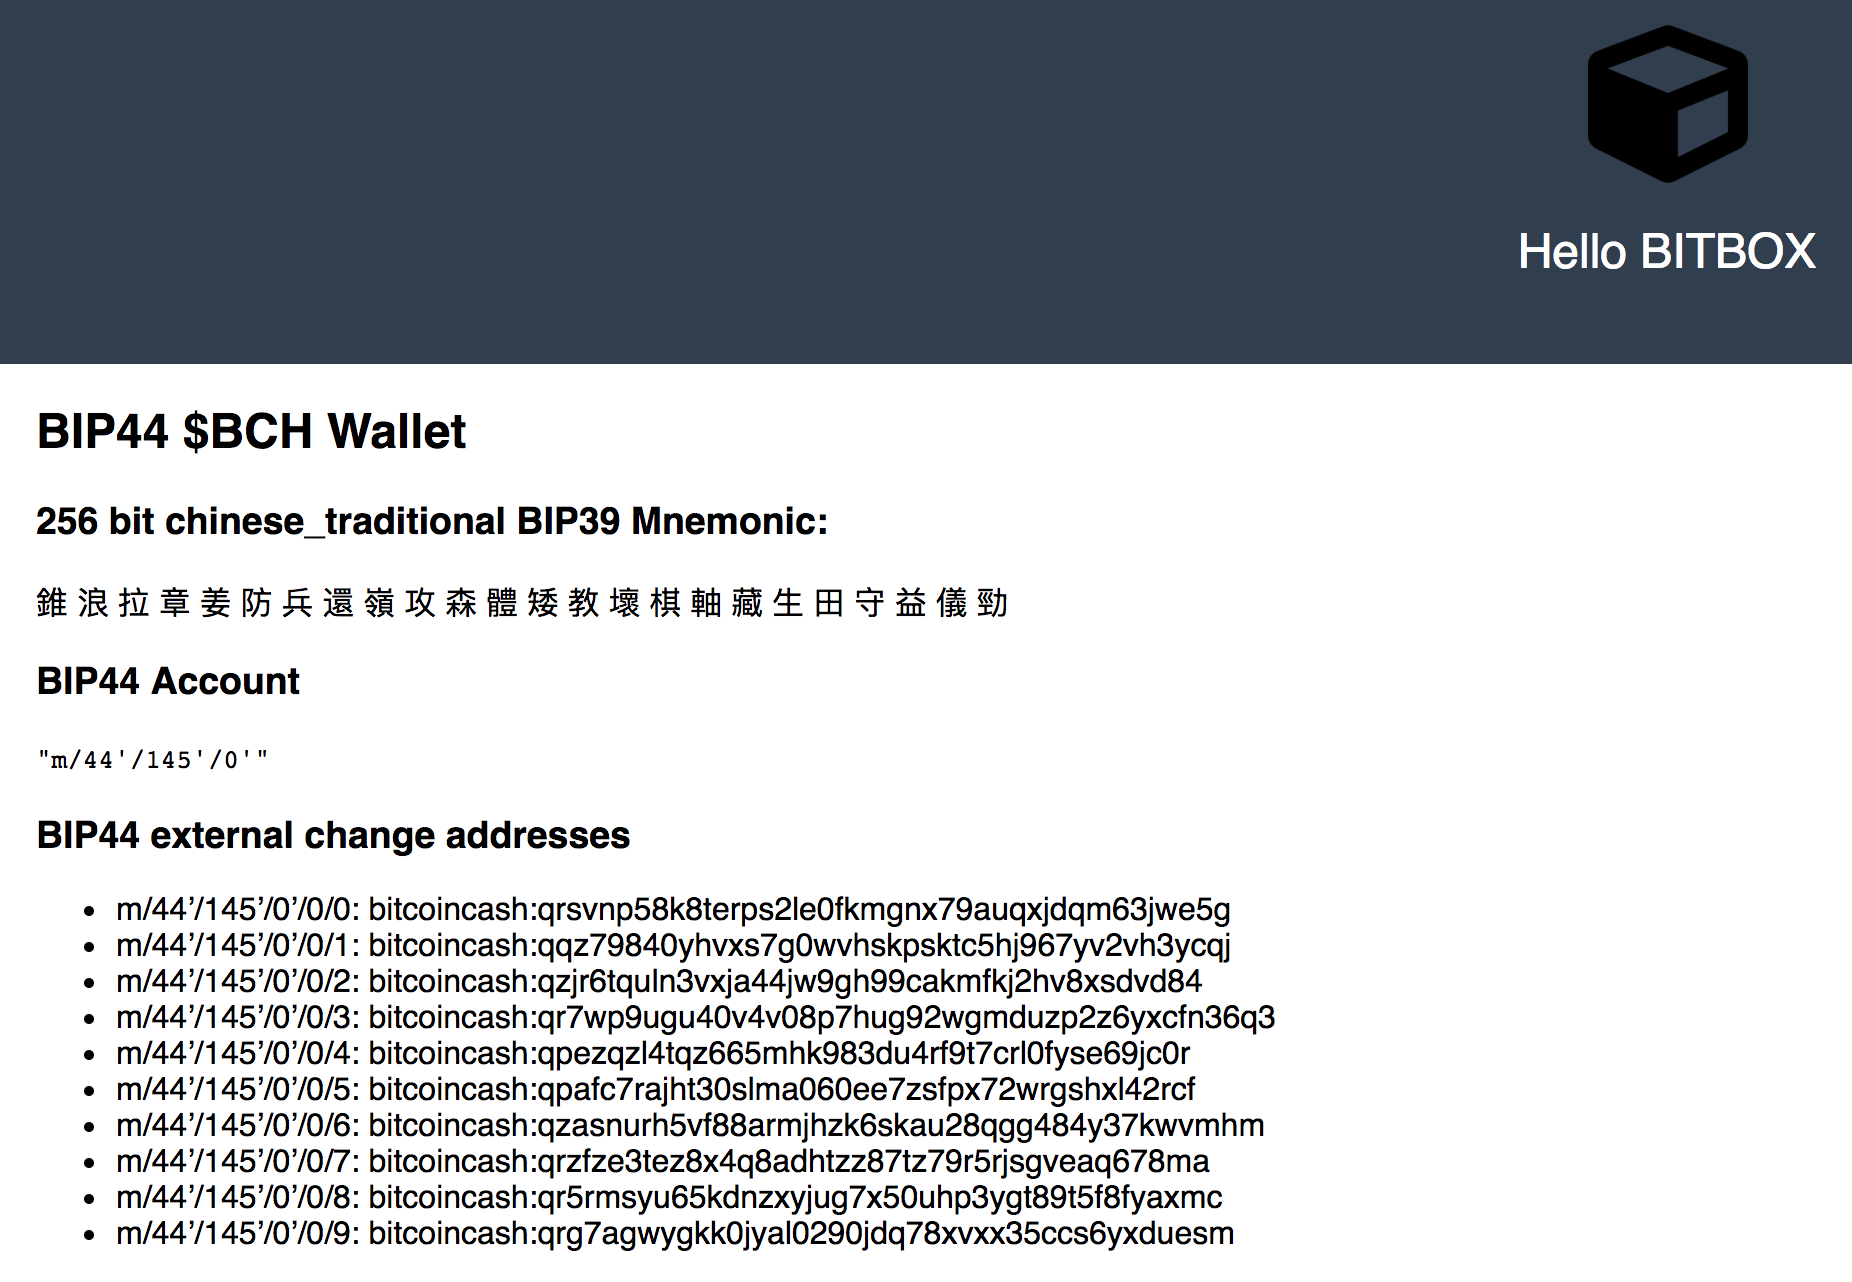 Hello BITBOX
BIP44 $BCH Wallet
256 bit chinese_traditional BIP39 Mnemonic:
錐 浪 拉 章 姜 防 兵 還 嶺 攻 森 體 矮 教 壞 棋 軸 藏 生 田 守 益 儀 勁
BIP44 Account
"m/44'/145'/0'"
BIP44 external change addresses
• m/44’/145’/0’/0/0: bitcoincash:qrsvnp58k8terps2le0fkmgnx79auqxjdqm63jwe5g
• m/44’/145’/0’/0/1: bitcoincash:qqz79840yhvxs7g0wvhskpsktc5hj967yv2vh3ycqj
• m/44’/145’/0’/0/2: bitcoincash:qzjr6tquln3vxja44jw9gh99cakmfkj2hv8xsdvd84
• m/44’/145’/0’/0/3: bitcoincash:qr7wp9ugu40v4v08p7hug92wgmduzp2z6yxcfn36q3
• m/44’/145’/0’/0/4: bitcoincash:qpezqzl4tqz665mhk983du4rf9t7crl0fyse69jc0r
• m/44’/145’/0’/0/5: bitcoincash:qpafc7rajht30slma060ee7zsfpx72wrgshxl42rcf
• m/44’/145’/0’/0/6: bitcoincash:qzasnurh5vf88armjhzk6skau28qgg484y37kwvmhm
• m/44’/145’/0’/0/7: bitcoincash:qrzfze3tez8x4q8adhtzz87tz79r5rjsgveaq678ma
• m/44’/145’/0’/0/8: bitcoincash:qr5rmsyu65kdnzxyjug7x50uhp3ygt89t5f8fyaxmc
• m/44’/145’/0’/0/9: bitcoincash:qrg7agwygkk0jyal0290jdq78xvxx35ccs6yxduesm